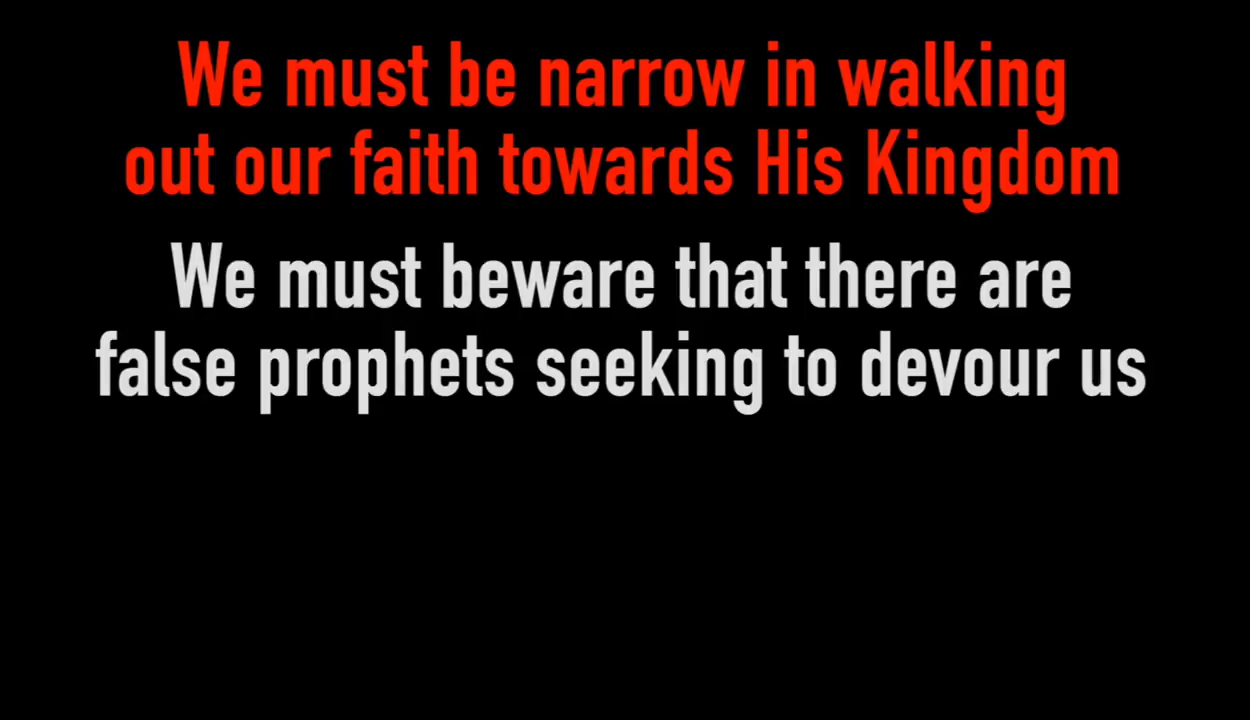 We must be narrow in walking
out our faith towards His Kingdom
We must beware that there are
false prophets seeking to devour us